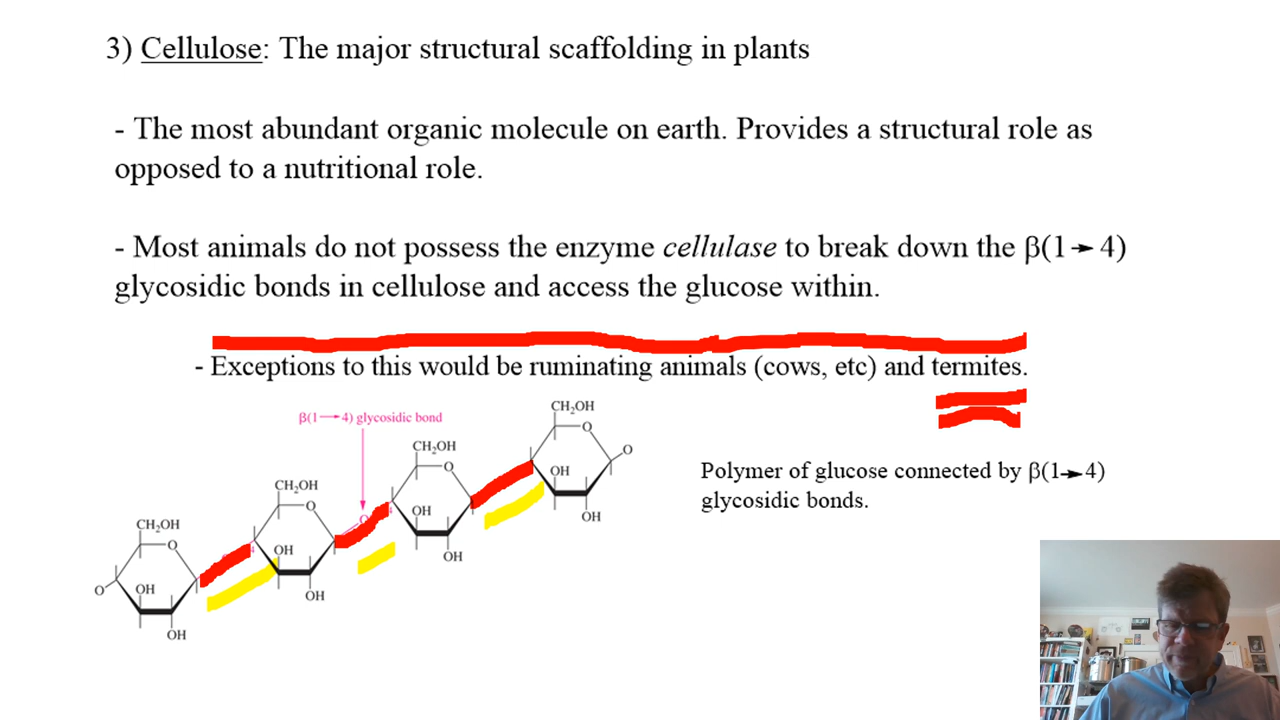 3) Cellulose: The major structural scaffolding in plants
- The most abundant organic molecule on earth. Provides a structural role as
opposed to a nutritional role.
- Most animals do not possess the enzyme cellulase to break down the β(1→4)
glycosidic bonds in cellulose and access the glucose within.
- Exceptions to this would be ruminating animals (cows, etc) and termites.
β(1→4) glycosidic bond
CH₂OH
O
O
OH
OH
CH₂OH
O
OH
OH
CH₂OH
O
OH
OH
CH₂OH
O
O
OH
OH
Polymer of glucose connected by β(1→4)
glycosidic bonds.